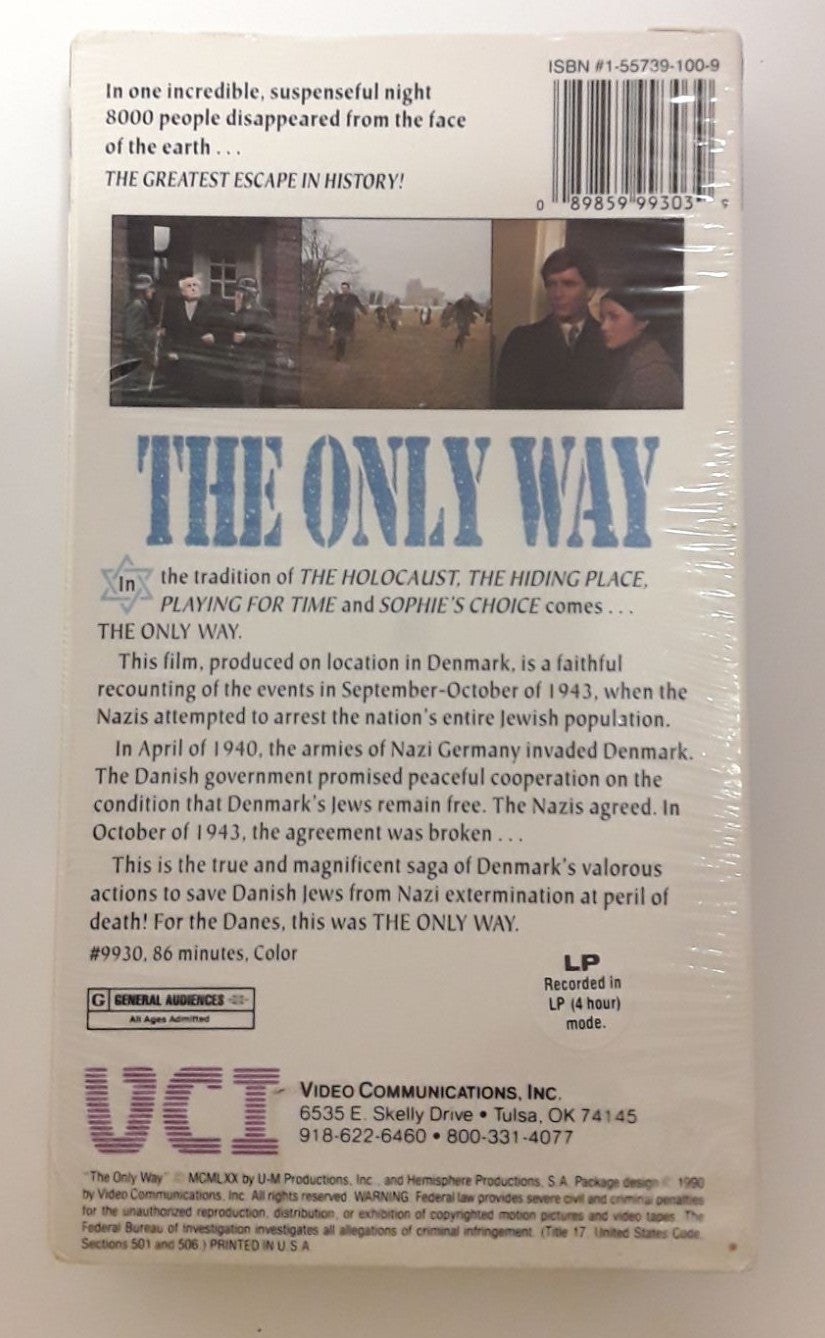 ISBN #1-55739-100-9
In one incredible, suspenseful night
8000 people disappeared from the face
of the earth . . .
THE GREATEST ESCAPE IN HISTORY!
0 89859 99303
THE ONLY WAY
In the tradition of THE HOLOCAUST, THE HIDING PLACE,
PLAYING FOR TIME and SOPHIE'S CHOICE comes . . .
THE ONLY WAY.
This film, produced on location in Denmark, is a faithful
recounting of the events in September-October of 1943, when the
Nazis attempted to arrest the nation's entire Jewish population.
In April of 1940, the armies of Nazi Germany invaded Denmark.
The Danish government promised peaceful cooperation on the
condition that Denmark's Jews remain free. The Nazis agreed. In
October of 1943, the agreement was broken . . .
This is the true and magnificent saga of Denmark's valorous
actions to save Danish Jews from Nazi extermination at peril of
death! For the Danes, this was THE ONLY WAY.
#9930, 86 minutes, Color
LP
Recorded in
LP (4 hour)
mode.
G GENERAL AUDIENCES
All Ages Admitted
VCI
VIDEO COMMUNICATIONS, INC.
6535 E. Skelly Drive • Tulsa, OK 74145
918-622-6460 • 800-331-4077
"The Only Way" © MCMLXX by U-M Productions, Inc., and Hemisphere Productions, S.A. Package design © 1990
by Video Communications, Inc. All rights reserved. WARNING: Federal law provides severe civil and criminal penalties
for the unauthorized reproduction, distribution, or exhibition of copyrighted motion pictures and video tapes. The
Federal Bureau of Investigation investigates all allegations of criminal infringement. (Title 17, United States Code,
Sections 501 and 506.) PRINTED IN U.S.A.